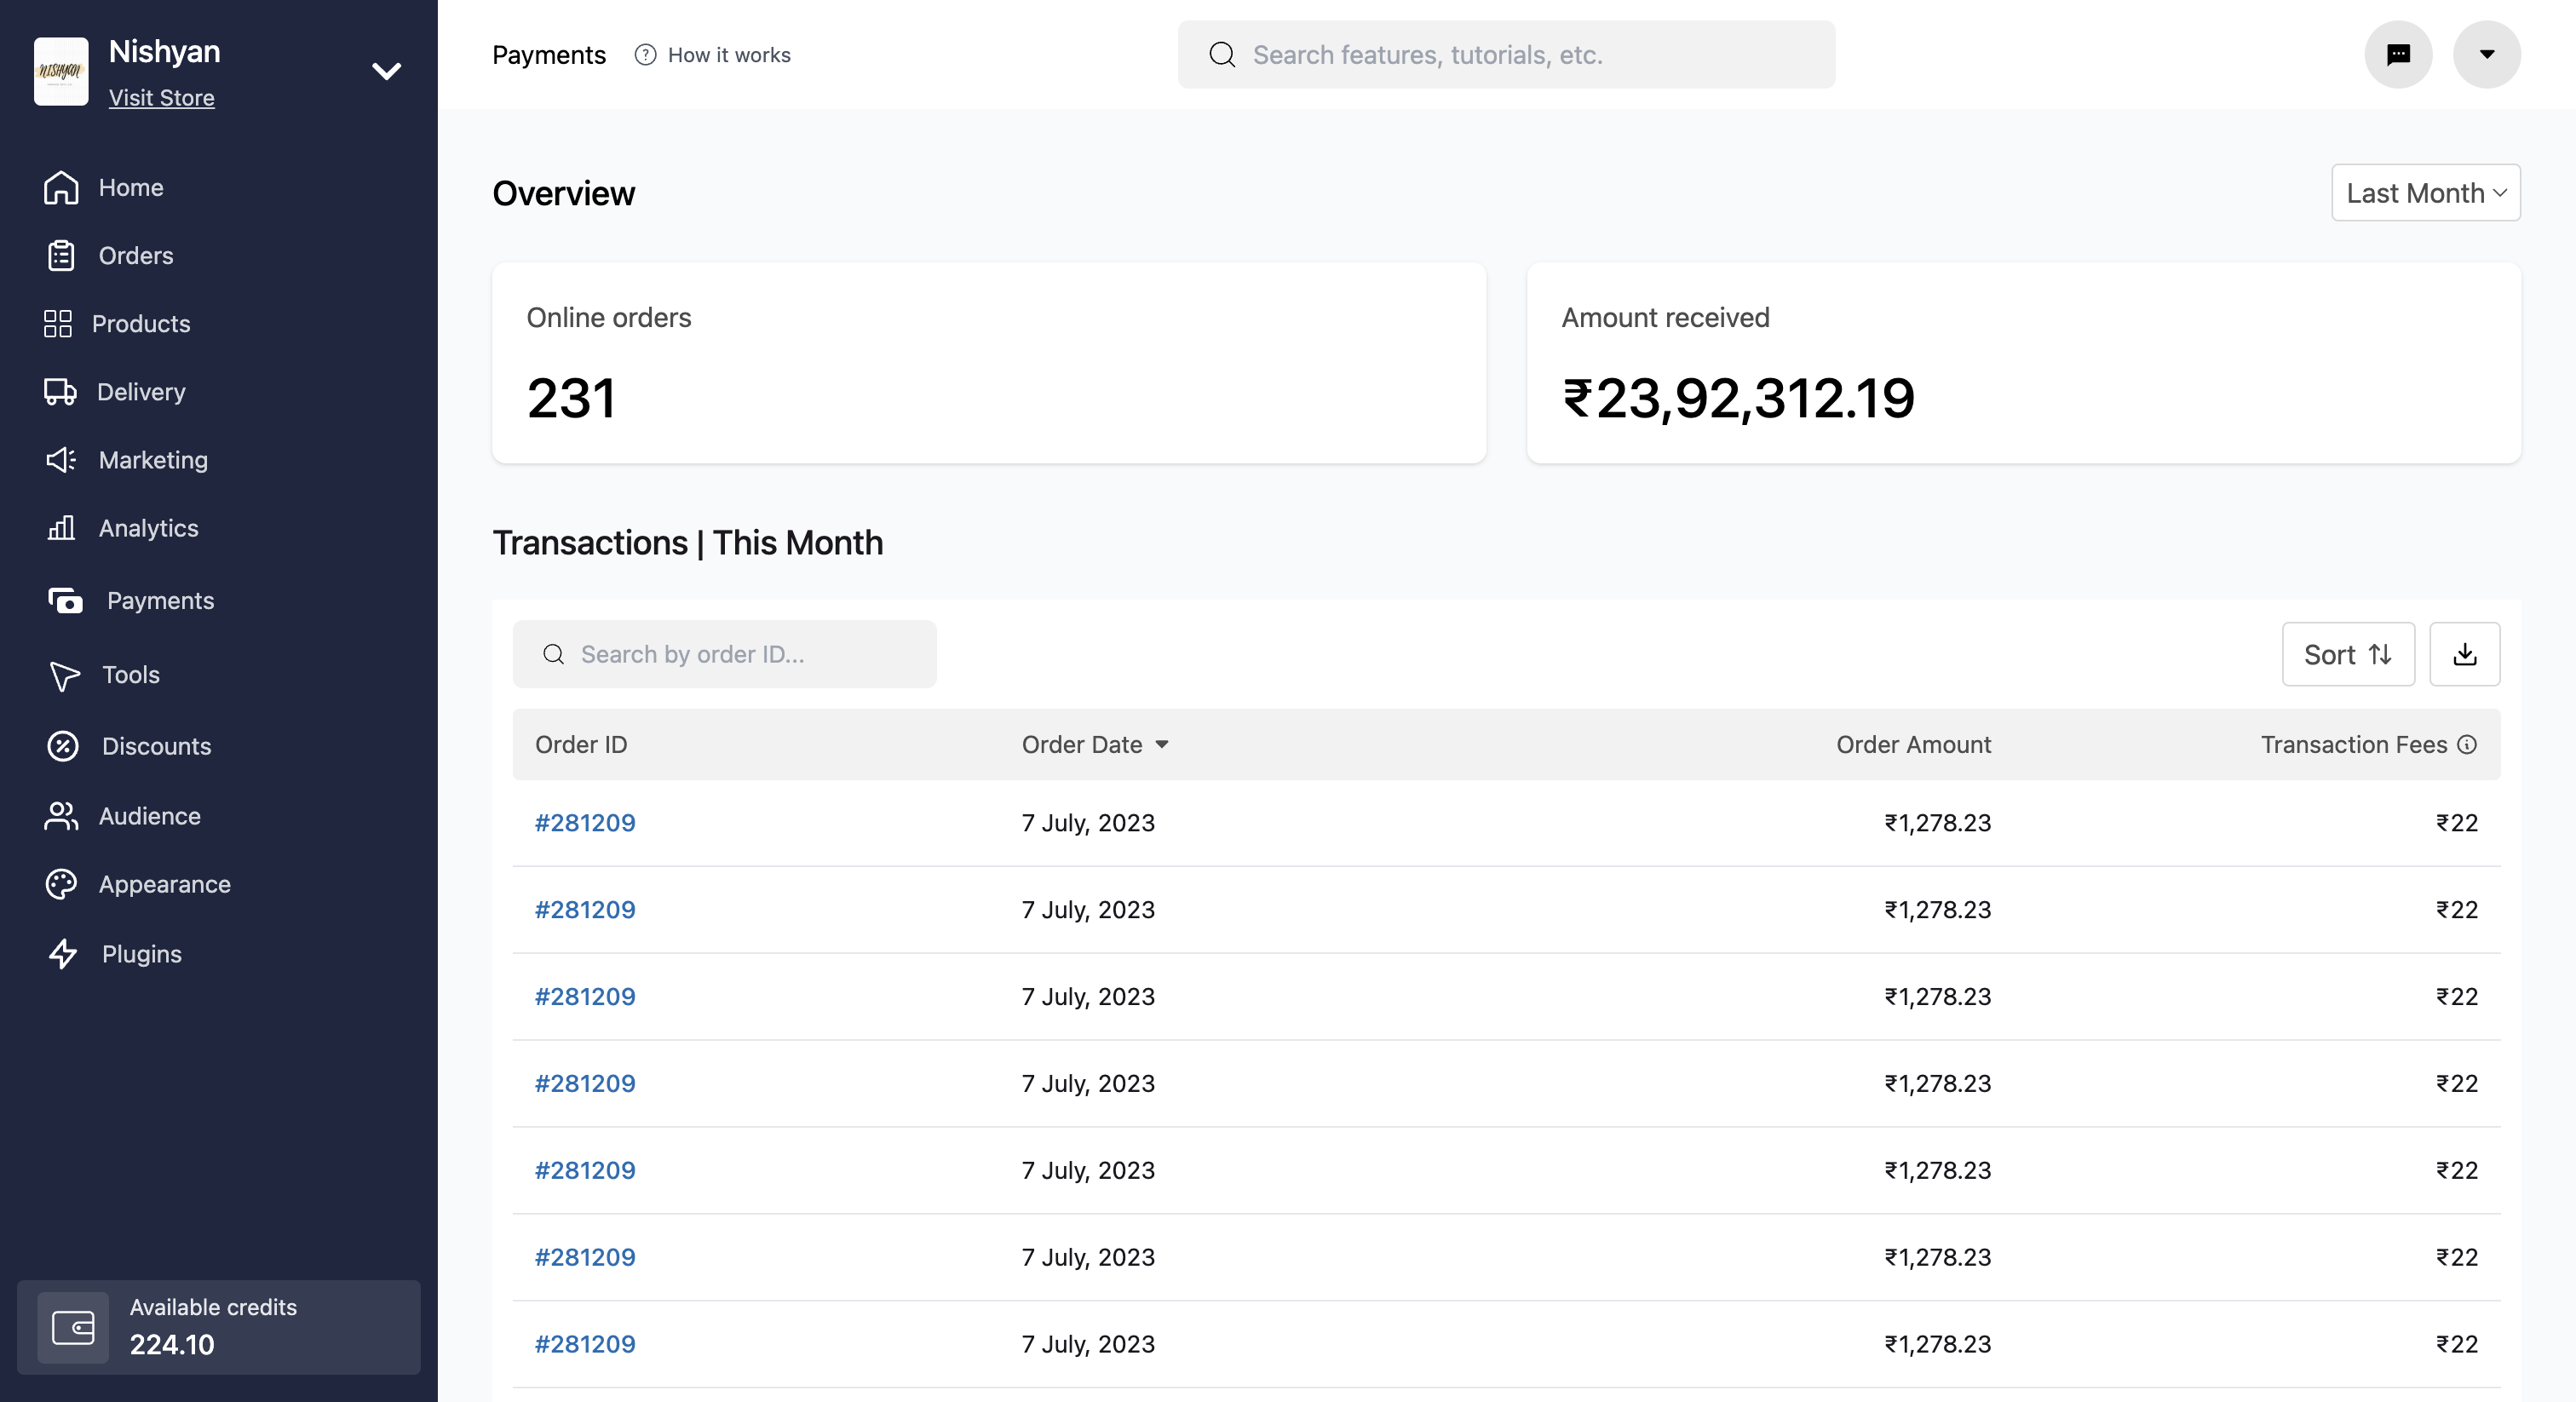 NISHYAN
Nishyan
Visit Store
Home
Orders
Products
Delivery
Marketing
Analytics
Payments
Tools
Discounts
Audience
Appearance
Plugins
Available credits
224.10
Payments ? How it works
Search features, tutorials, etc.
Overview
Last Month
Online orders
231
Amount received
₹23,92,312.19
Transactions | This Month
Search by order ID...
Sort
Order ID Order Date Order Amount Transaction Fees
#281209 7 July, 2023 ₹1,278.23 ₹22
#281209 7 July, 2023 ₹1,278.23 ₹22
#281209 7 July, 2023 ₹1,278.23 ₹22
#281209 7 July, 2023 ₹1,278.23 ₹22
#281209 7 July, 2023 ₹1,278.23 ₹22
#281209 7 July, 2023 ₹1,278.23 ₹22
#281209 7 July, 2023 ₹1,278.23 ₹22